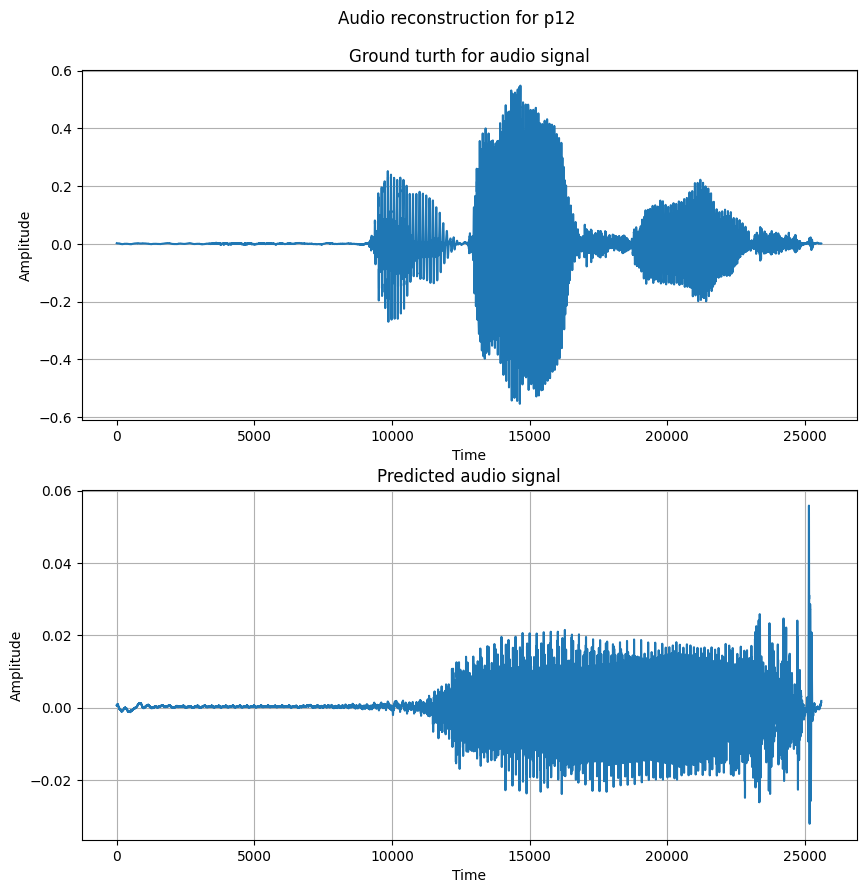 Audio reconstruction for p12
Ground turth for audio signal
0.6
0.4
0.2
0.0
−0.2
−0.4
−0.6
Amplitude
0 5000 10000 15000 20000 25000
Time
Predicted audio signal
0.06
0.04
0.02
0.00
−0.02
Amplitude
0 5000 10000 15000 20000 25000
Time